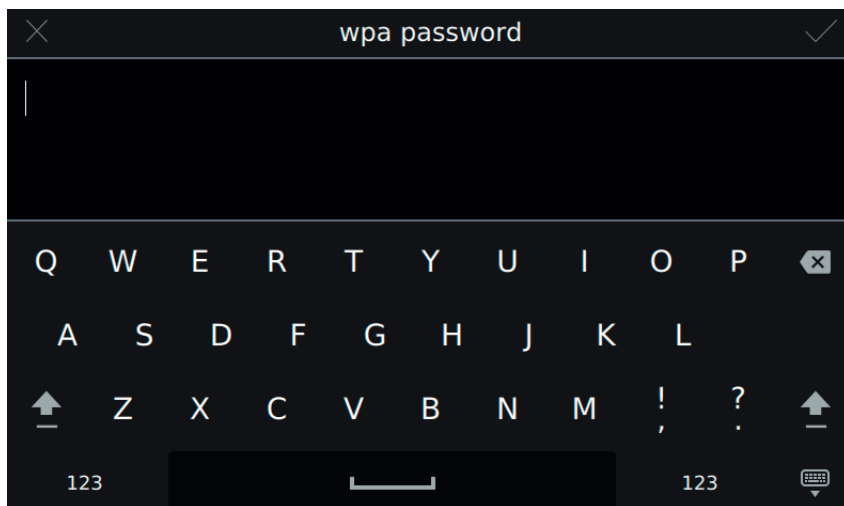 wpa password
Q W E R T Y U I O P
A S D F G H J K L
Z X C V B N M ! , ? .
123 123